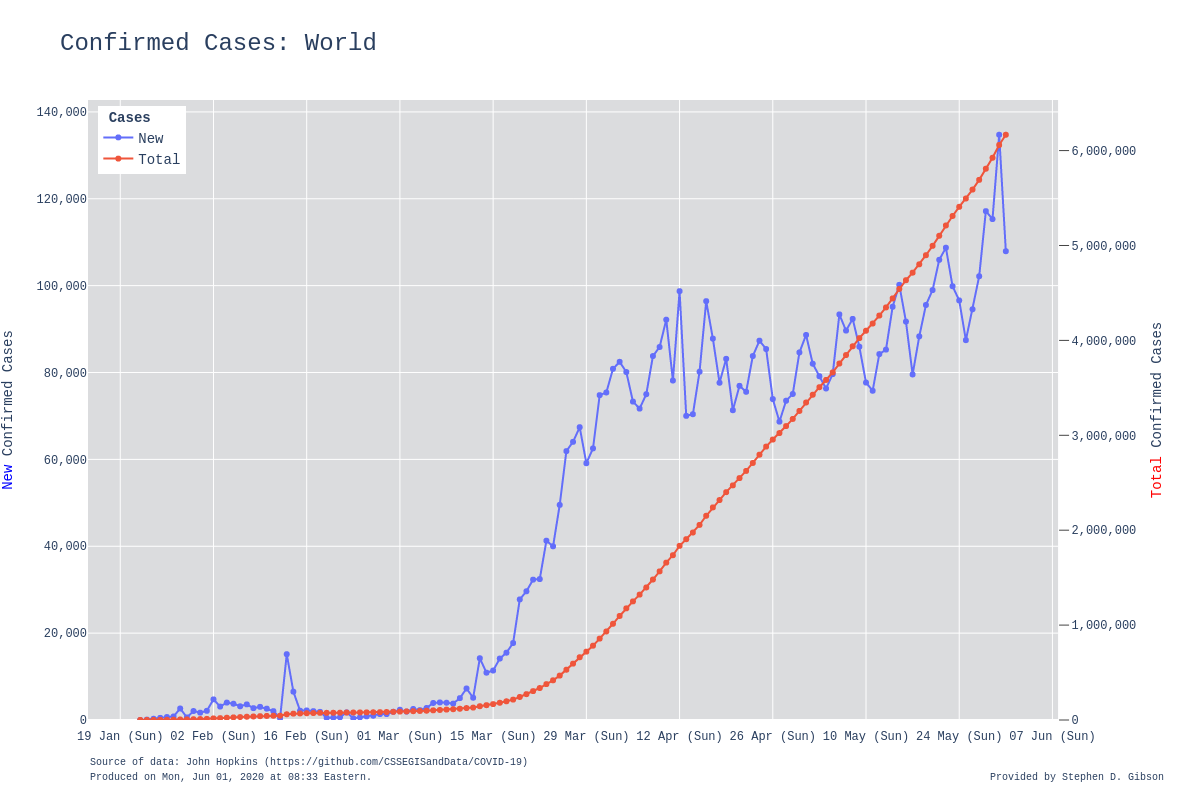 Confirmed Cases: World
Cases
New
Total
140,000
120,000
100,000
80,000
60,000
40,000
20,000
0
New Confirmed Cases
6,000,000
5,000,000
4,000,000
3,000,000
2,000,000
1,000,000
0
Total Confirmed Cases
19 Jan (Sun) 02 Feb (Sun) 16 Feb (Sun) 01 Mar (Sun) 15 Mar (Sun) 29 Mar (Sun) 12 Apr (Sun) 26 Apr (Sun) 10 May (Sun) 24 May (Sun) 07 Jun (Sun)
Source of data: John Hopkins (https://github.com/CSSEGISandData/COVID-19)
Produced on Mon, Jun 01, 2020 at 08:33 Eastern.
Provided by Stephen D. Gibson